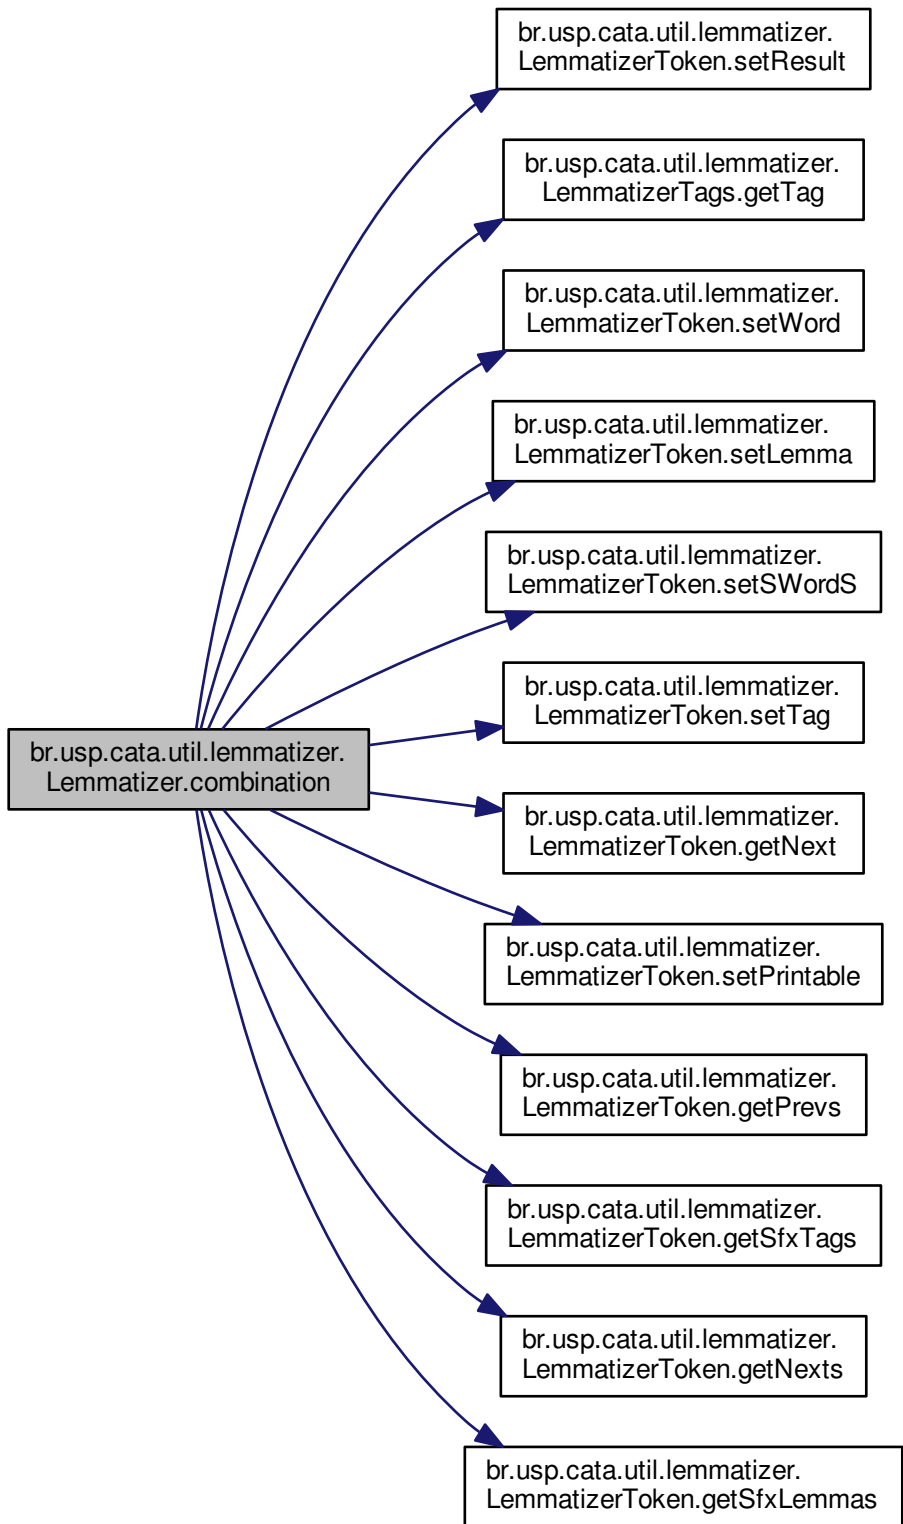 br.usp.cata.util.lemmatizer.
LemmatizerToken.setResult
br.usp.cata.util.lemmatizer.
LemmatizerTags.getTag
br.usp.cata.util.lemmatizer.
LemmatizerToken.setWord
br.usp.cata.util.lemmatizer.
LemmatizerToken.setLemma
br.usp.cata.util.lemmatizer.
LemmatizerToken.setSWordS
br.usp.cata.util.lemmatizer.
LemmatizerToken.setTag
br.usp.cata.util.lemmatizer.
Lemmatizer.combination
br.usp.cata.util.lemmatizer.
LemmatizerToken.getNext
br.usp.cata.util.lemmatizer.
LemmatizerToken.setPrintable
br.usp.cata.util.lemmatizer.
LemmatizerToken.getPrevs
br.usp.cata.util.lemmatizer.
LemmatizerToken.getSfxTags
br.usp.cata.util.lemmatizer.
LemmatizerToken.getNexts
br.usp.cata.util.lemmatizer.
LemmatizerToken.getSfxLemmas